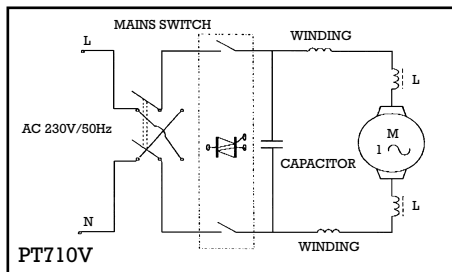 MAINS SWITCH
WINDING
L
L
AC 230V/50Hz
M
1
CAPACITOR
L
N
WINDING
PT710V